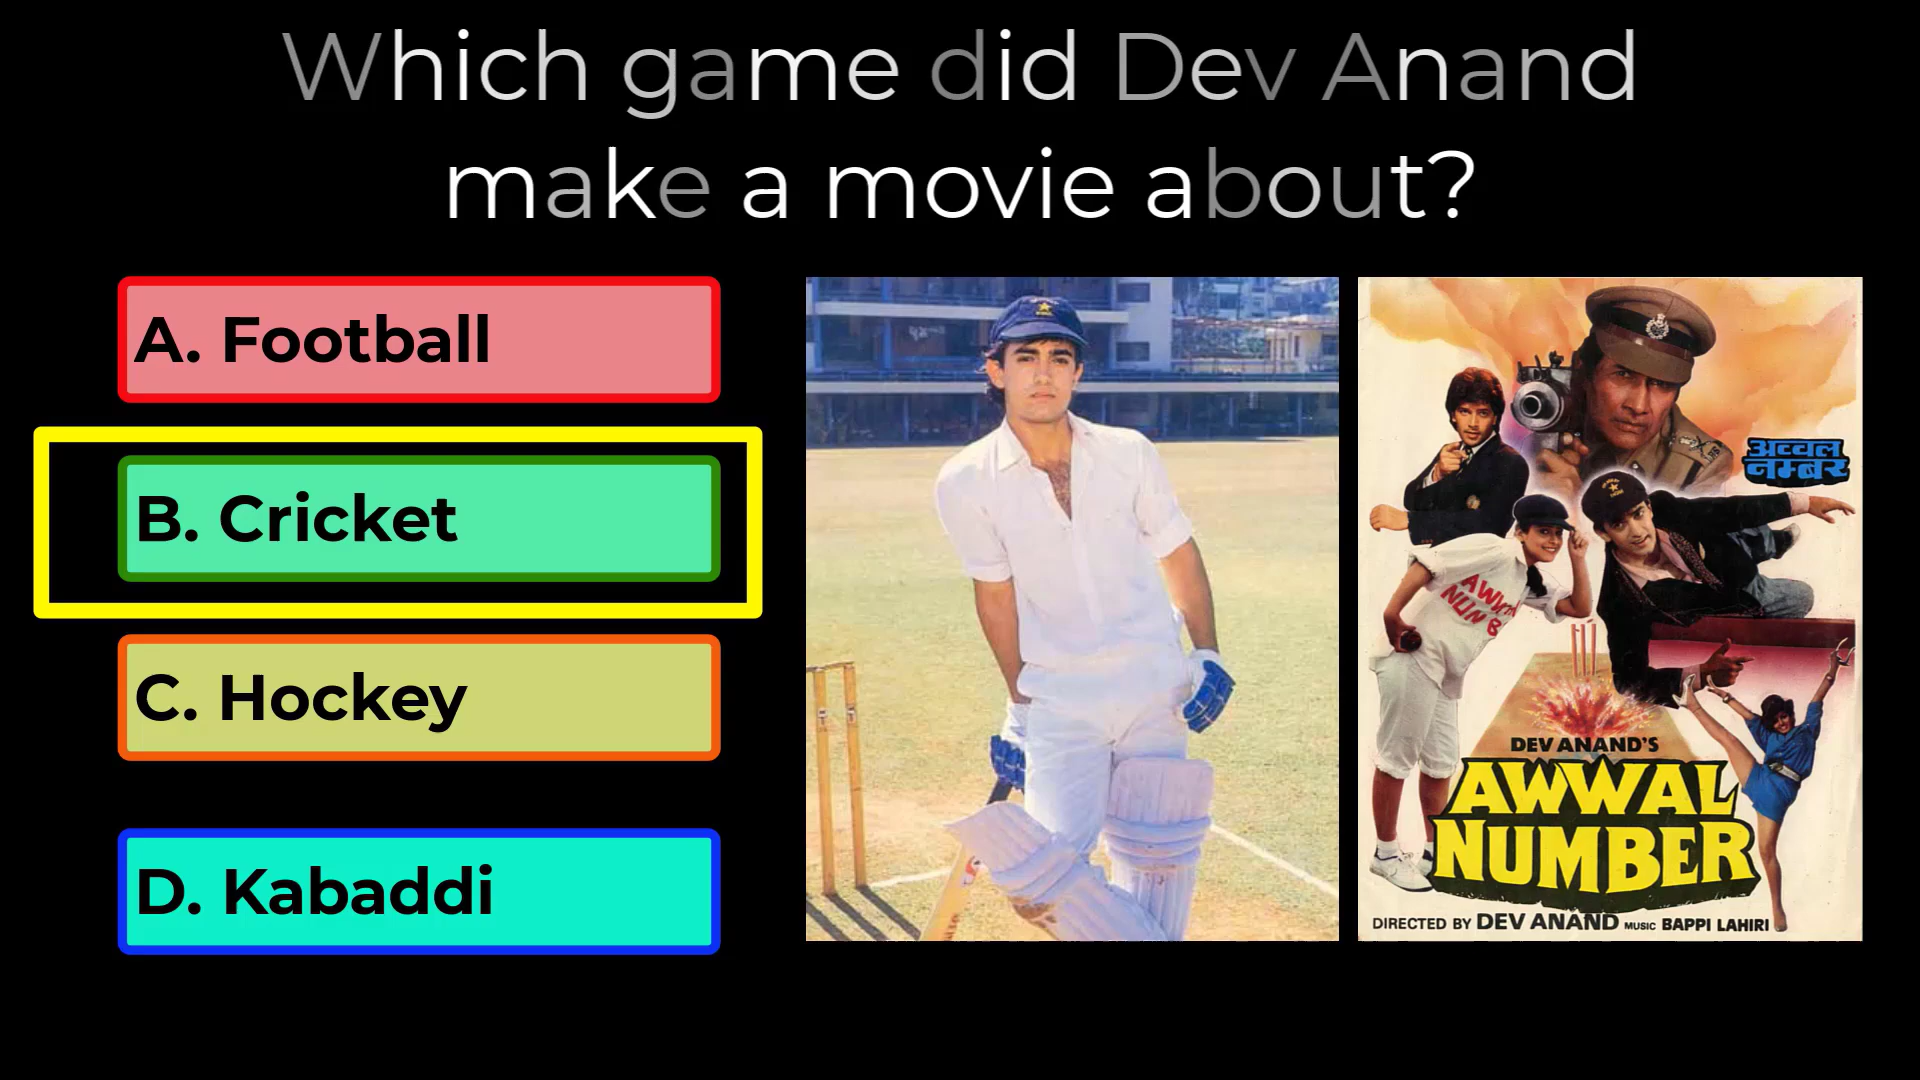 Which game did Dev Anand
make a movie about?
A. Football
B. Cricket
C. Hockey
D. Kabaddi
अव्वल
नम्बर
DEV ANAND'S
AWWAL
NUMBER
DIRECTED BY DEV ANAND MUSIC BAPPI LAHIRI